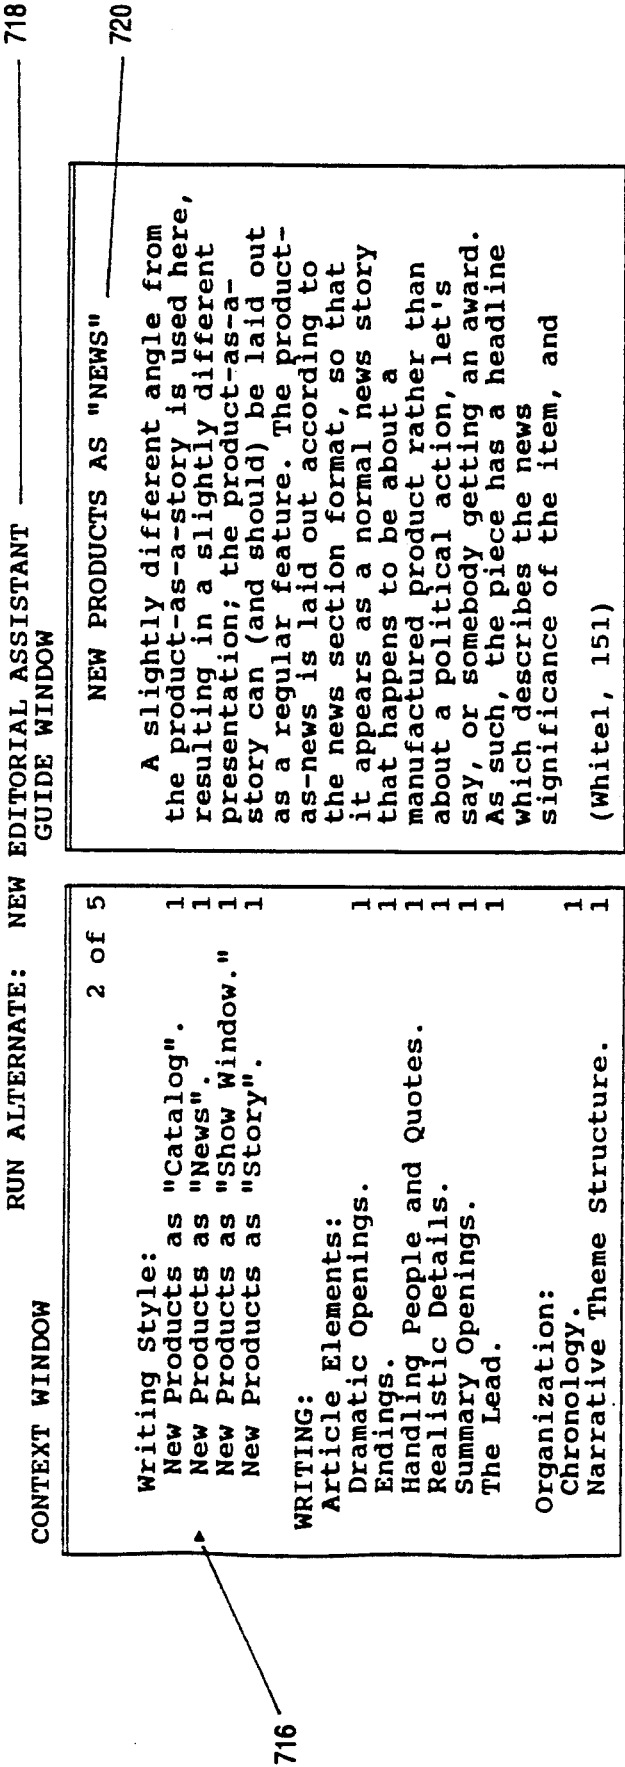 RUN ALTERNATE: NEW EDITORIAL ASSISTANT
718
CONTEXT WINDOW
GUIDE WINDOW
2 of 5
Writing Style:
New Products as "Catalog". 1
New Products as "News". 1
New Products as "Show Window." 1
New Products as "Story". 1
WRITING:
Article Elements:
Dramatic Openings. 1
Endings. 1
Handling People and Quotes. 1
Realistic Details. 1
Summary Openings. 1
The Lead. 1
Organization:
Chronology. 1
Narrative Theme Structure. 1
716
NEW PRODUCTS AS "NEWS"
720
A slightly different angle from
the product-as-a-story is used here,
resulting in a slightly different
presentation; the product-as-a-
story can (and should) be laid out
as a regular feature. The product-
as-news is laid out according to
the news section format, so that
it appears as a normal news story
that happens to be about a
manufactured product rather than
about a political action, let's
say, or somebody getting an award.
As such, the piece has a headline
which describes the news
significance of the item, and
(White1, 151)